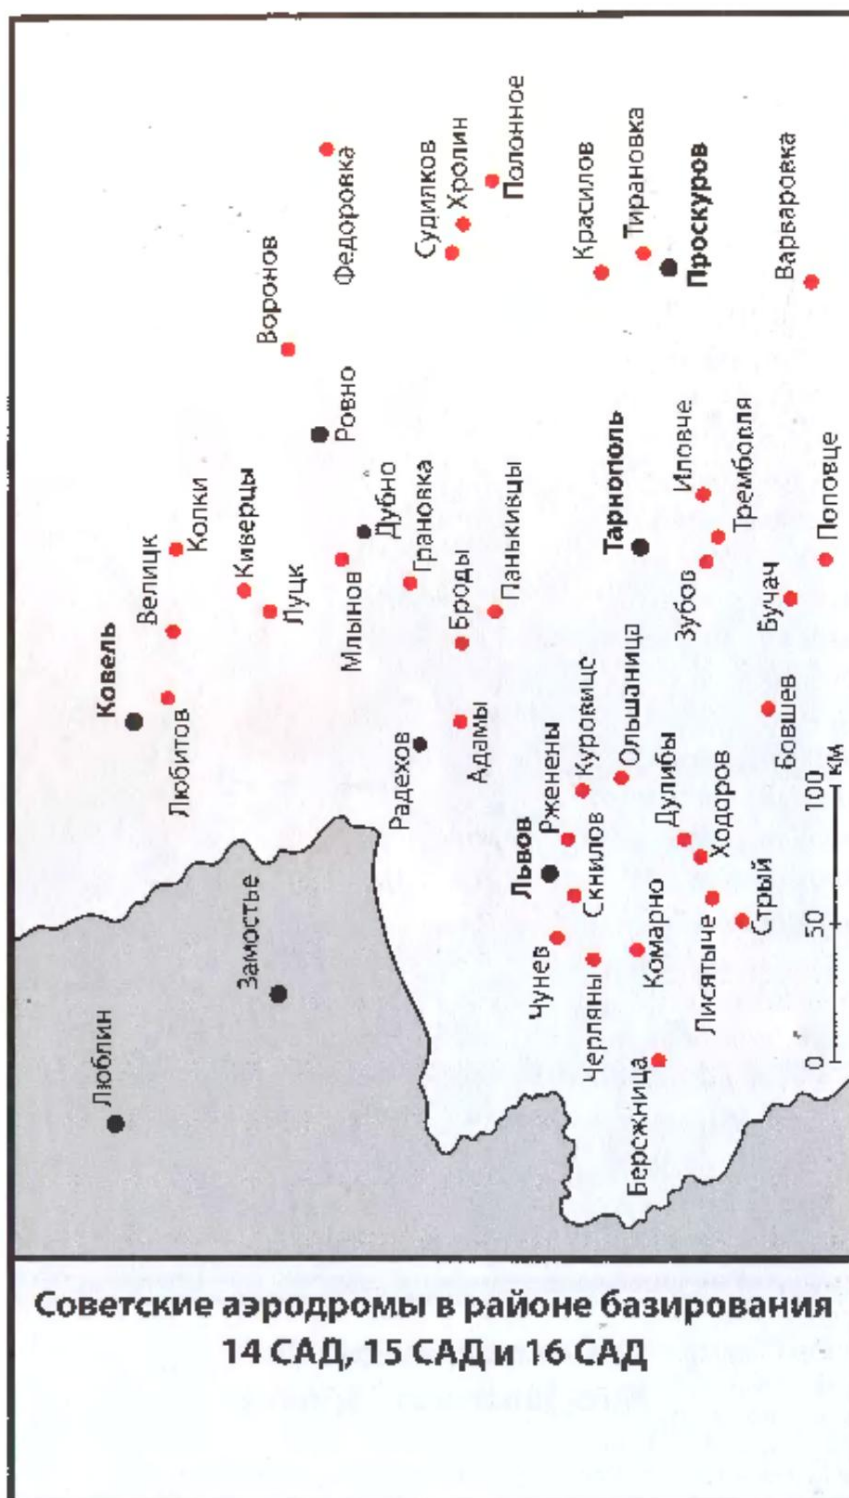 Люблин
Замостье
Ковель
Любитов
Велицк
Колки
Киверцы
Луцк
Воронов
Федоровка
Ровно
Млынов
Дубно
Грановка
Радехов
Адамы
Броды
Панькивцы
Судилков
Хролин
Полонное
Красилов
Тирановка
Проскуров
Варваровка
Львов
Рженены
Куровице
Ольшаница
Скнилов
Чунев
Черляны
Комарно
Бережница
Дулибы
Ходоров
Лисятыче
Стрый
Тарнополь
Иловче
Зубов
Трембовля
Бучач
Поповце
Бовшев
0 50 100
км
Советские аэродромы в районе базирования
14 САД, 15 САД и 16 САД